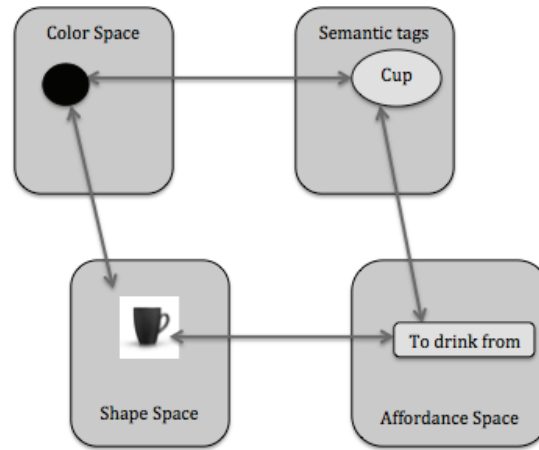 Color Space
Semantic tags
Cup
To drink from
Shape Space
Affordance Space